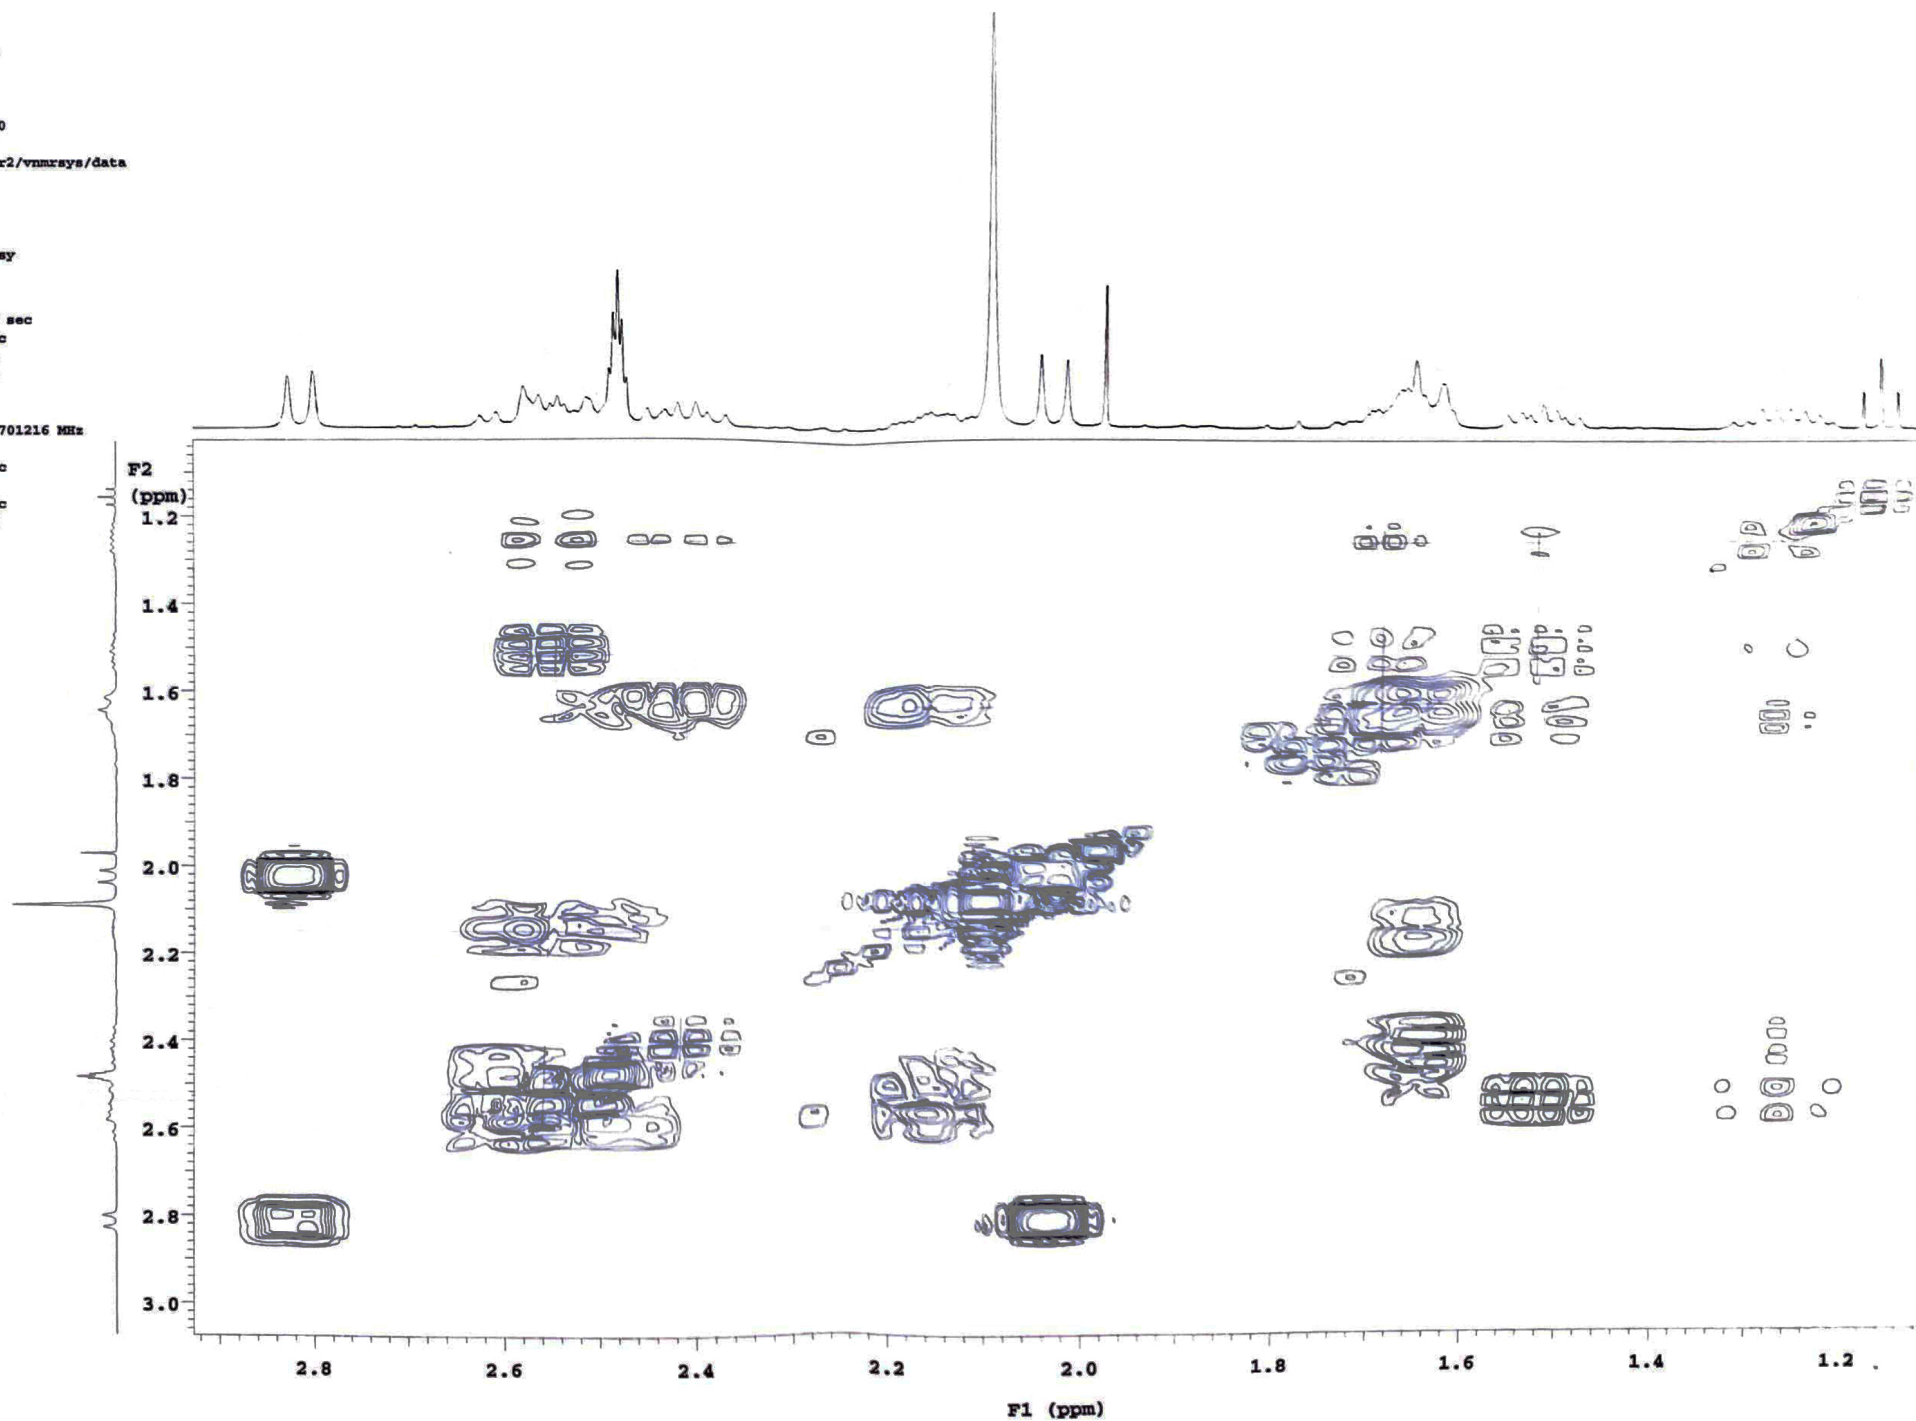 0
r2/vnmrsys/data
sy
sec
c
701216 MHz
c
c
F2
(ppm)
1.2
1.4
1.6
1.8
2.0
2.2
2.4
2.6
2.8
3.0
2.8 2.6 2.4 2.2 2.0 1.8 1.6 1.4 1.2
F1 (ppm)